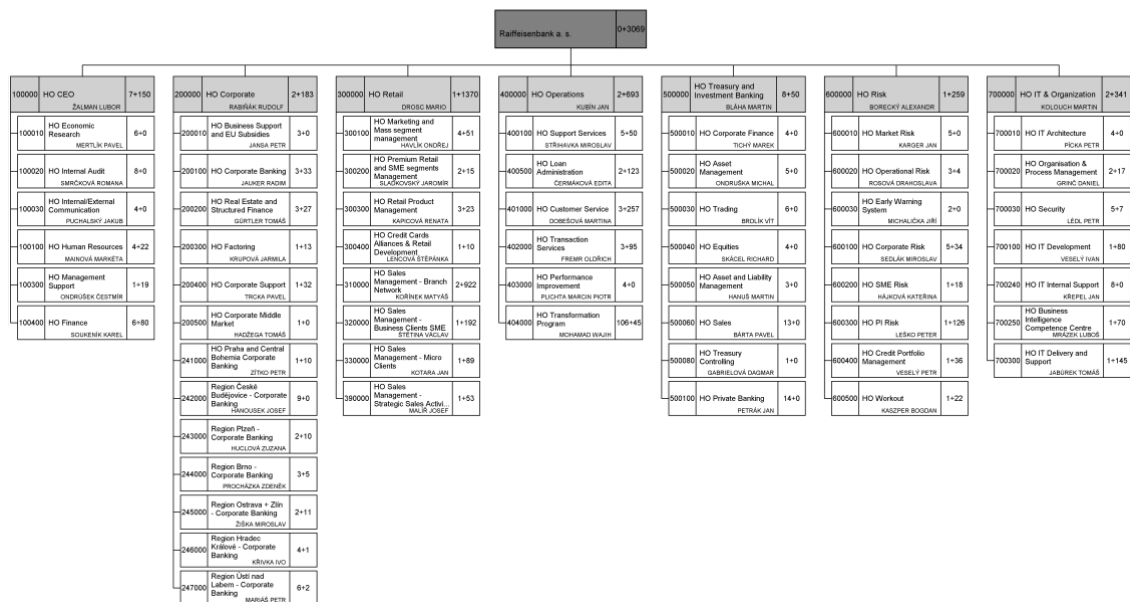 Raiffeisenbank a. s. 0+3069
100000 HO CEO 7+150
ŽALMAN LUBOR
100010 HO Economic
Research 6+0
MERTLÍK PAVEL
100020 HO Internal Audit 8+0
SMRČKOVÁ ROMANA
100030 HO Internal/External
Communication 4+0
PUCHALSKÝ JAKUB
100100 HO Human Resources 4+22
MAINOVÁ MARKÉTA
100300 HO Management
Support 1+19
ONDRÚŠEK ČESTMÍR
100400 HO Finance 6+80
SOUKENÍK KAREL
200000 HO Corporate 2+183
RABIŇÁK RUDOLF
200010 HO Business Support
and EU Subsidies 3+0
JANSA PETR
200100 HO Corporate Banking 3+33
JAUKER RADIM
200200 HO Real Estate and
Structured Finance 3+27
GÜRTLER TOMÁŠ
200300 HO Factoring 1+13
KRUPOVÁ JARMILA
200400 HO Corporate Support 1+32
TRCKA PAVEL
200500 HO Corporate Middle
Market 1+0
HADŽEGA TOMÁŠ
241000 HO Praha and Central
Bohemia Corporate
Banking 1+10
ZÍTKO PETR
242000 Region České
Budějovice - Corporate
Banking 9+0
HANOUSEK JOSEF
243000 Region Plzeň -
Corporate Banking 2+10
HUCLOVÁ ZUZANA
244000 Region Brno -
Corporate Banking 3+5
PROCHÁZKA ZDENĚK
245000 Region Ostrava + Zlín
- Corporate Banking 2+11
ŽIŠKA MIROSLAV
246000 Region Hradec
Králové - Corporate
Banking 4+1
KŘIVKA IVO
247000 Region Ústí nad
Labem - Corporate
Banking 6+2
MARIÁŠ PETR
300000 HO Retail 1+1370
DROSC MARIO
300100 HO Marketing and
Mass segment
management 4+51
HAVLÍK ONDŘEJ
300200 HO Premium Retail
and SME segments
Management 2+15
SLAĎKOVSKÝ JAROMÍR
300300 HO Retail Product
Management 3+23
KAPICOVÁ RENATA
300400 HO Credit Cards
Alliances & Retail
Development 1+10
LENCOVÁ ŠTĚPÁNKA
310000 HO Sales
Management - Branch
Network 2+922
KOŘÍNEK MATYÁŠ
320000 HO Sales
Management -
Business Clients SME 1+192
ŠTĚTINA VÁCLAV
330000 HO Sales
Management - Micro
Clients 1+89
KOTARA JAN
390000 HO Sales
Management -
Strategic Sales Activi... 1+53
MALÍŘ JOSEF
400000 HO Operations 2+693
KUBÍN JAN
400100 HO Support Services 5+50
STŘIHAVKA MIROSLAV
400500 HO Loan
Administration 2+123
ČERMÁKOVÁ EDITA
401000 HO Customer Service 3+257
DOBEŠOVÁ MARTINA
402000 HO Transaction
Services 3+95
FREMR OLDŘICH
403000 HO Performance
Improvement 4+0
PLICHTA MARCIN PIOTR
404000 HO Transformation
Program 106+45
MOHAMAD WAJIH
500000 HO Treasury and
Investment Banking 8+50
BLÁHA MARTIN
500010 HO Corporate Finance 4+0
TICHÝ MAREK
500020 HO Asset
Management 5+0
ONDRUŠKA MICHAL
500030 HO Trading 6+0
BROLÍK VÍT
500040 HO Equities 4+0
SKÁCEL RICHARD
500050 HO Asset and Liability
Management 3+0
HANUŠ MARTIN
500060 HO Sales 13+0
BÁRTA PAVEL
500080 HO Treasury
Controlling 1+0
GABRIELOVÁ DAGMAR
500100 HO Private Banking 14+0
PETRÁK JAN
600000 HO Risk 1+259
BORECKÝ ALEXANDR
600010 HO Market Risk 5+0
KARGER JAN
600020 HO Operational Risk 3+4
ROSOVÁ DRAHOSLAVA
600030 HO Early Warning
System 2+0
MICHALIČKA JIŘÍ
600100 HO Corporate Risk 5+34
SEDLÁK MIROSLAV
600200 HO SME Risk 1+18
HÁJKOVÁ KATEŘINA
600300 HO PI Risk 1+126
LEŠKO PETER
600400 HO Credit Portfolio
Management 1+36
VESELÝ PETR
600500 HO Workout 1+22
KASZPER BOGDAN
700000 HO IT & Organization 2+341
KOLOUCH MARTIN
700010 HO IT Architecture 4+0
PÍCKA PETR
700020 HO Organisation &
Process Management 2+17
GRINČ DANIEL
700030 HO Security 5+7
LÉDL PETR
700100 HO IT Development 1+80
VESELÝ IVAN
700240 HO IT Internal Support 8+0
KŘEPEL JAN
700250 HO Business
Intelligence
Competence Centre 1+70
MRÁZEK LUBOŠ
700300 HO IT Delivery and
Support 1+145
JABŮREK TOMÁŠ